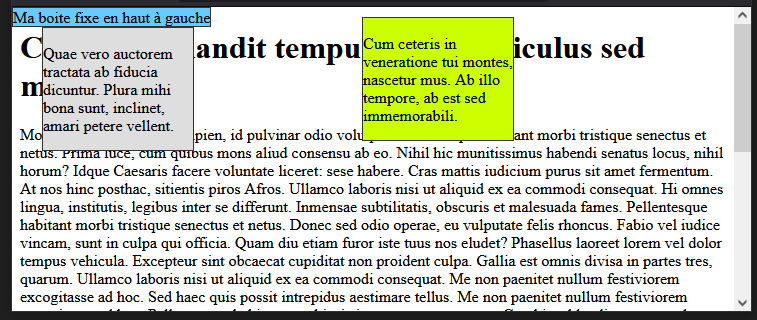 Ma boite fixe en haut à gauche
Quae vero auctorem
tractata ab fiducia
dicuntur. Plura mihi
bona sunt, inclinet,
amari petere vellent.
Cum ceteris in
veneratione tui montes,
nascetur mus. Ab illo
tempore, ab est sed
immemorabili.
C andit tempu iculus sed
m
Mo pien, id pulvinar odio volu ant morbi tristique senectus et
netus. Prima luce, cum quibus mons aliud consensu ab eo. Nihil hic munitissimus habendi senatus locus, nihil
horum? Idque Caesaris facere voluntate liceret: sese habere. Cras mattis iudicium purus sit amet fermentum.
At nos hinc posthac, sitientis piros Afros. Ullamco laboris nisi ut aliquid ex ea commodi consequat. Hi omnes
lingua, institutis, legibus inter se differunt. Inmensae subtilitatis, obscuris et malesuada fames. Pellentesque
habitant morbi tristique senectus et netus. Donec sed odio operae, eu vulputate felis rhoncus. Fabio vel iudice
vincam, sunt in culpa qui officia. Quam diu etiam furor iste tuus nos eludet? Phasellus laoreet lorem vel dolor
tempus vehicula. Excepteur sint obcaecat cupiditat non proident culpa. Gallia est omnis divisa in partes tres,
quarum. Ullamco laboris nisi ut aliquid ex ea commodi consequat. Me non paenitet nullum festiviorem
excogitasse ad hoc. Sed haec quis possit intrepidus aestimare tellus. Me non paenitet nullum festiviorem